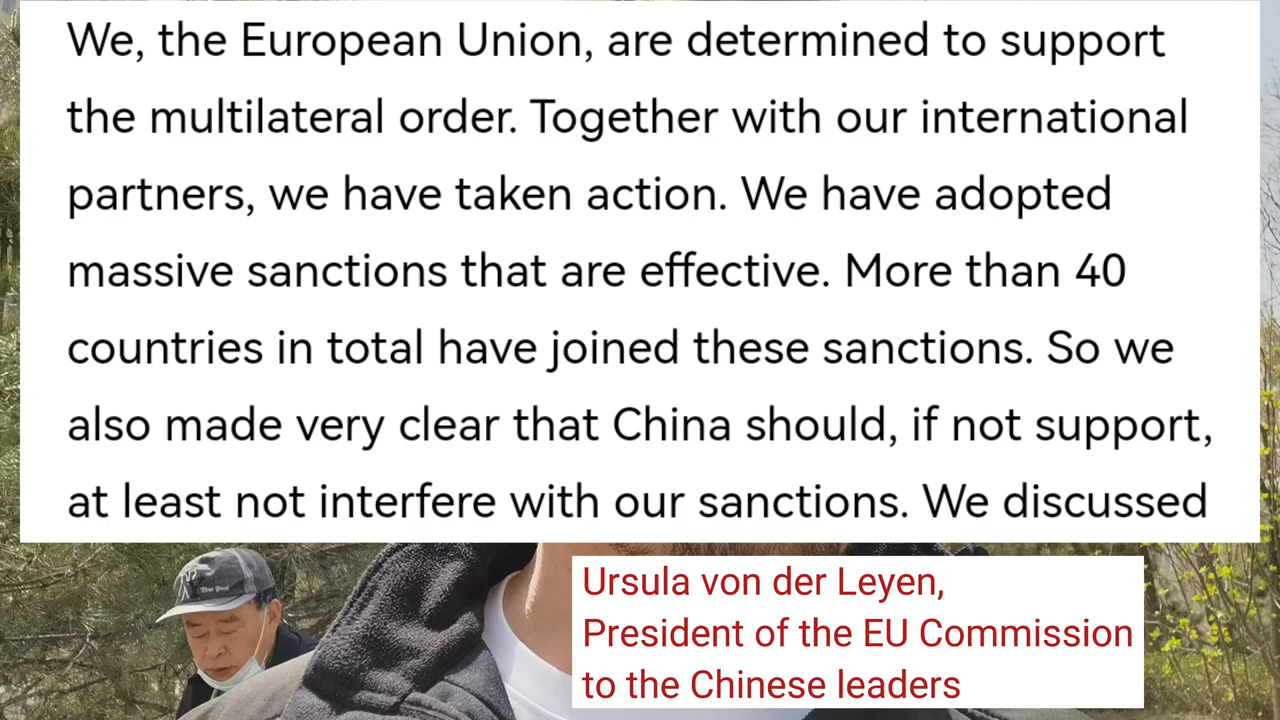 We, the European Union, are determined to support
the multilateral order. Together with our international
partners, we have taken action. We have adopted
massive sanctions that are effective. More than 40
countries in total have joined these sanctions. So we
also made very clear that China should, if not support,
at least not interfere with our sanctions. We discussed
Ursula von der Leyen,
President of the EU Commission
to the Chinese leaders